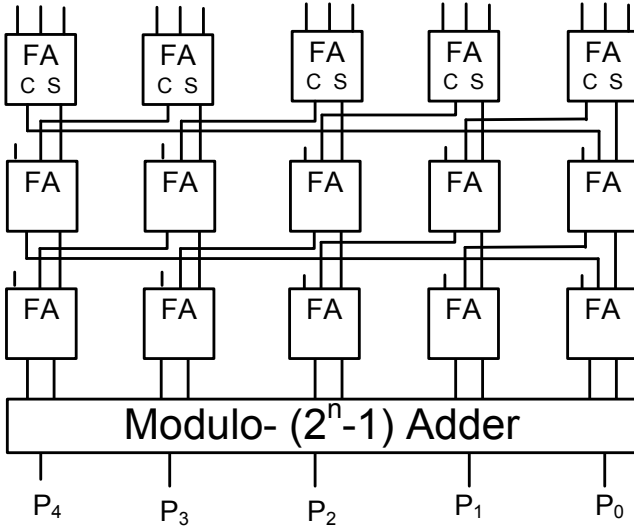 FA FA FA FA FA
C S C S C S C S C S
FA FA FA FA FA
FA FA FA FA FA
Modulo- (2ⁿ-1) Adder
P₄ P₃ P₂ P₁ P₀